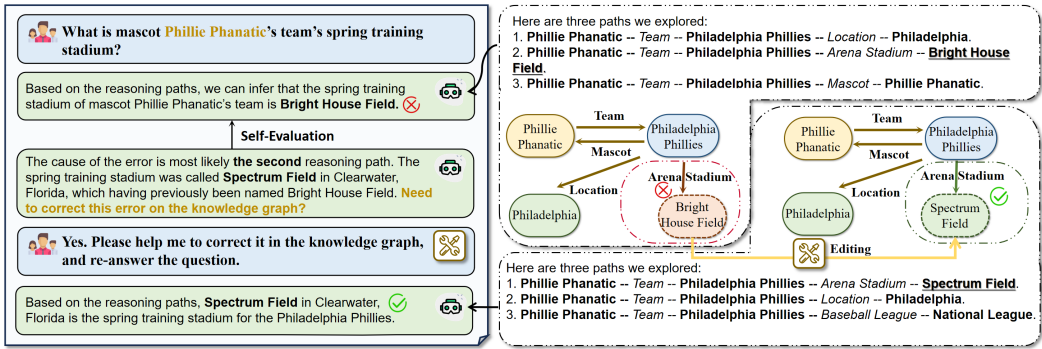 What is mascot Phillie Phanatic's team's spring training
stadium?
Based on the reasoning paths, we can infer that the spring training
stadium of mascot Phillie Phanatic's team is Bright House Field.
Self-Evaluation
The cause of the error is most likely the second reasoning path. The
spring training stadium was called Spectrum Field in Clearwater,
Florida, which having previously been named Bright House Field. Need
to correct this error on the knowledge graph?
Yes. Please help me to correct it in the knowledge graph,
and re-answer the question.
Based on the reasoning paths, Spectrum Field in Clearwater,
Florida is the spring training stadium for the Philadelphia Phillies.
Here are three paths we explored:
1. Phillie Phanatic -- Team -- Philadelphia Phillies -- Location -- Philadelphia.
2. Phillie Phanatic -- Team -- Philadelphia Phillies -- Arena Stadium -- Bright House
Field.
3. Phillie Phanatic -- Team -- Philadelphia Phillies -- Mascot -- Phillie Phanatic.
Phillie
Phanatic
Team
Mascot
Philadelphia
Phillies
Location
Arena Stadium
Philadelphia
Bright
House Field
Phillie
Phanatic
Team
Mascot
Philadelphia
Phillies
Location
Arena Stadium
Philadelphia
Spectrum
Field
Editing
Here are three paths we explored:
1. Phillie Phanatic -- Team -- Philadelphia Phillies -- Arena Stadium -- Spectrum Field.
2. Phillie Phanatic -- Team -- Philadelphia Phillies -- Location -- Philadelphia.
3. Phillie Phanatic -- Team -- Philadelphia Phillies -- Baseball League -- National League.